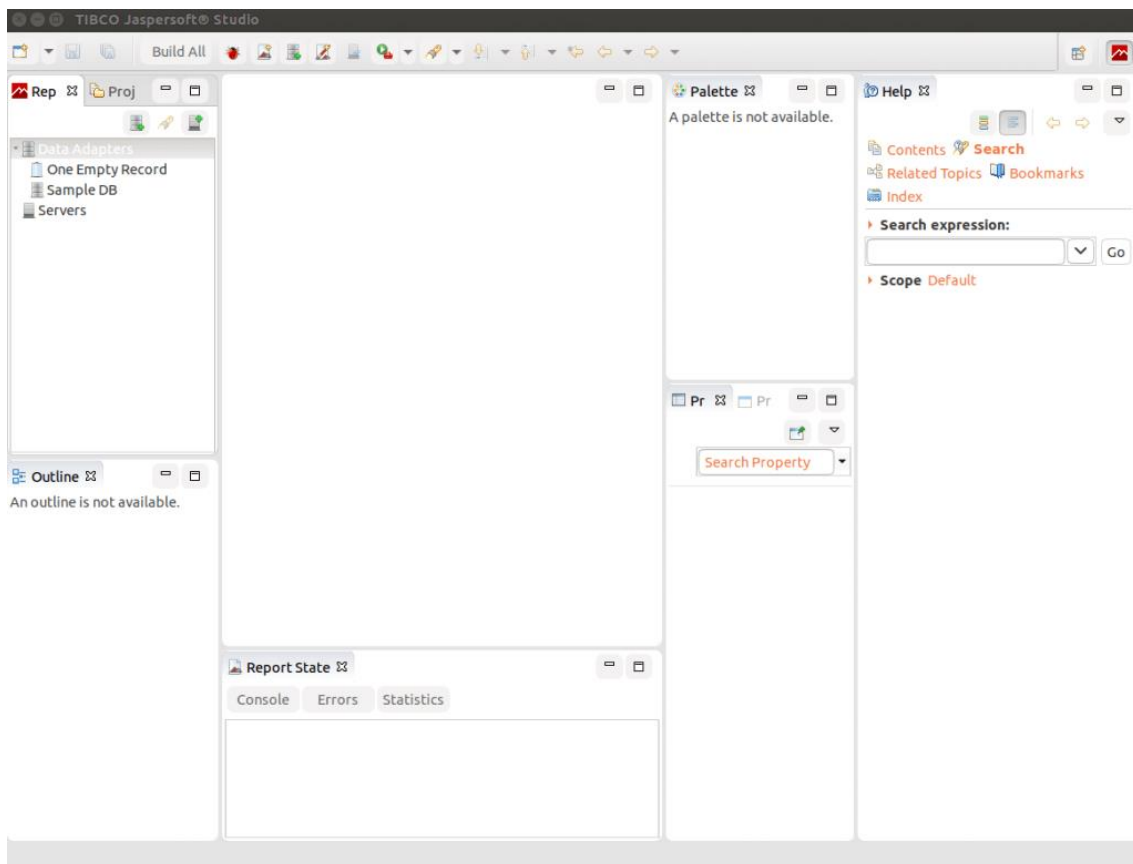 TIBCO Jaspersoft® Studio
Build All
Rep Proj
Data Adapters
One Empty Record
Sample DB
Servers
Outline
An outline is not available.
Report State
Console Errors Statistics
Palette
A palette is not available.
Pr Pr
Search Property
Help
Contents Search
Related Topics Bookmarks
Index
Search expression:
Go
Scope Default